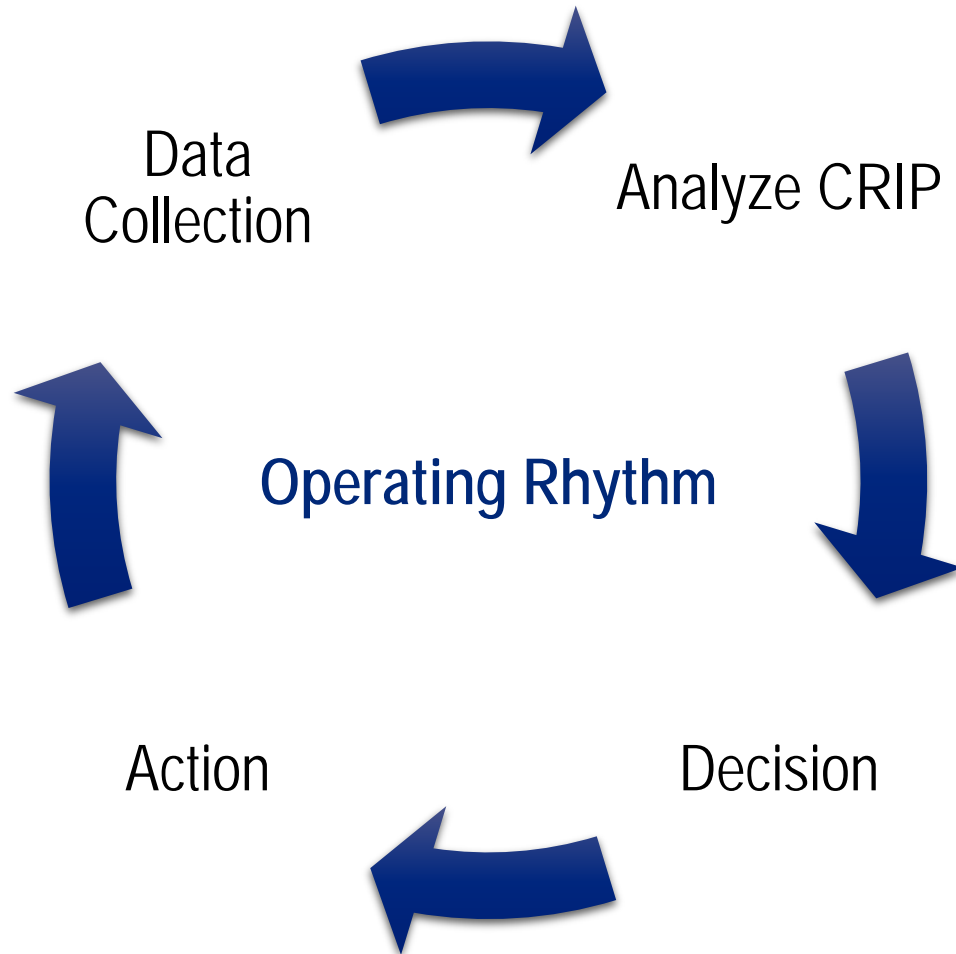 Data
Collection
Analyze CRIP
Operating Rhythm
Action
Decision